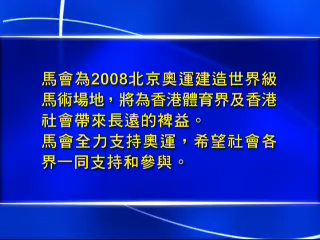 馬會為2008北京奧運建造世界級
馬術場地，將為香港體育界及香港
社會帶來長遠的裨益。
馬會全力支持奧運，希望社會各
界一同支持和參與。